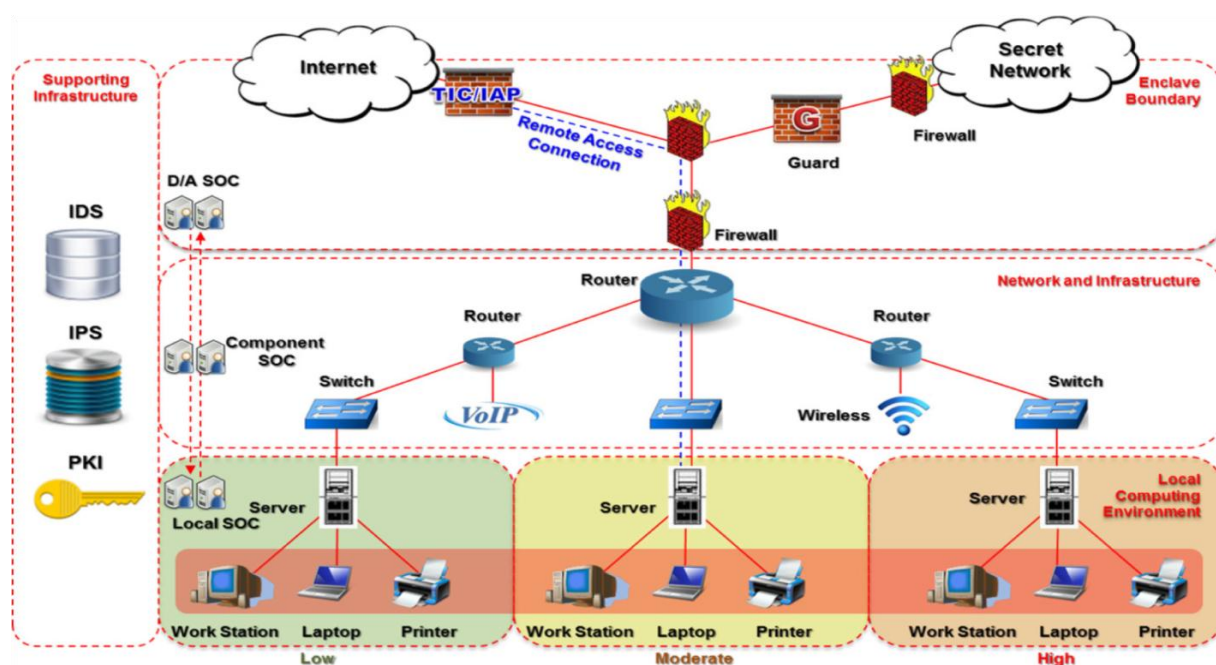 Supporting
Infrastructure
IDS
IPS
PKI
Internet
TIC/IAP
Remote Access
Connection
Secret
Network
Enclave
Boundary
Firewall
G
Guard
D/A SOC
Firewall
Router
Network and Infrastructure
Router
Router
Component
SOC
Switch
Switch
VoIP
Wireless
Local SOC
Server
Server
Server
Local
Computing
Environment
Work Station
Laptop
Printer
Work Station
Laptop
Printer
Work Station
Laptop
Printer
Low
Moderate
High